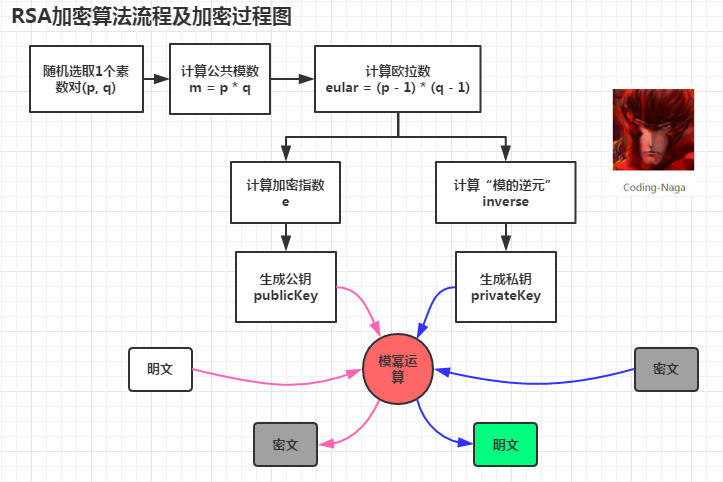 RSA加密算法流程及加密过程图
随机选取1个素
数对(p, q)
计算公共模数
m = p * q
计算欧拉数
eular = (p - 1) * (q - 1)
Coding-Naga
计算加密指数
e
计算“模的逆元”
inverse
生成公钥
publicKey
生成私钥
privateKey
明文
模幂运
算
密文
密文
明文